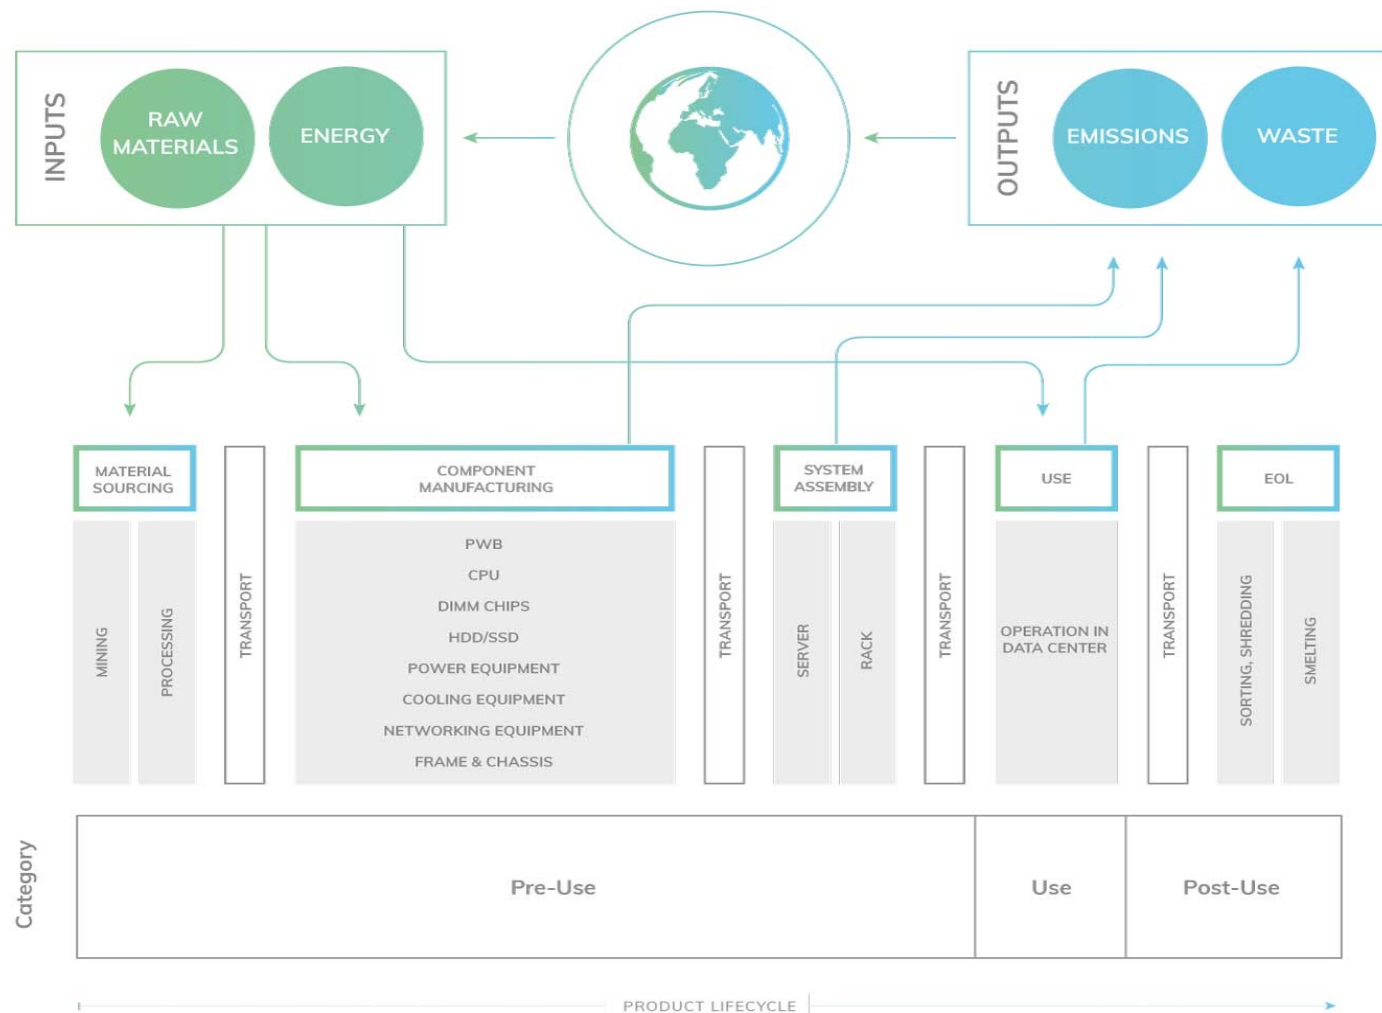 INPUTS
RAW
MATERIALS
ENERGY
OUTPUTS
EMISSIONS
WASTE
MATERIAL
SOURCING
MINING
PROCESSING
TRANSPORT
COMPONENT
MANUFACTURING
PWB
CPU
DIMM CHIPS
HDD/SSD
POWER EQUIPMENT
COOLING EQUIPMENT
NETWORKING EQUIPMENT
FRAME & CHASSIS
TRANSPORT
SYSTEM
ASSEMBLY
SERVER
RACK
TRANSPORT
USE
OPERATION IN
DATA CENTER
TRANSPORT
EOL
SORTING, SHREDDING
SMELTING
Category
Pre-Use
Use
Post-Use
PRODUCT LIFECYCLE